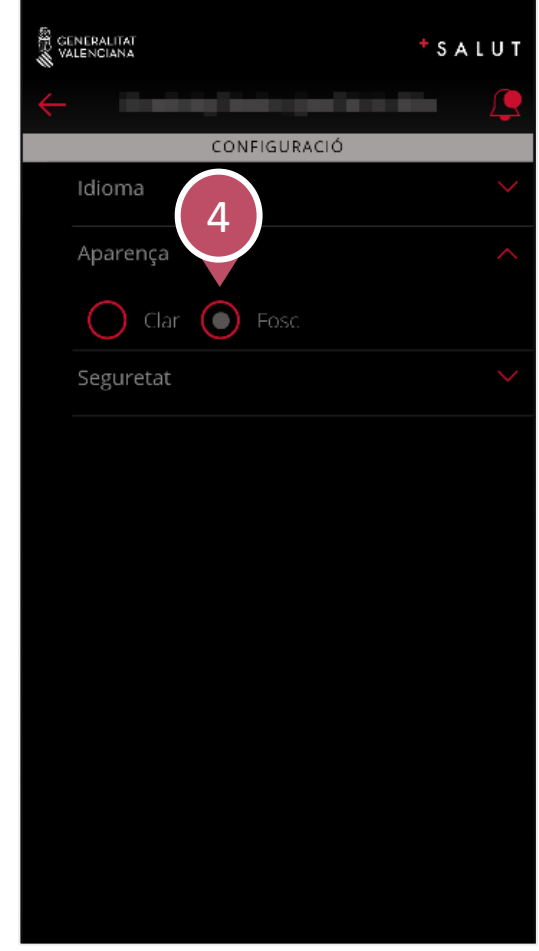 GENERALITAT
VALENCIANA
+SALUT
CONFIGURACIÓ
Idioma
4
Aparença
Clar
Fosc
Seguretat